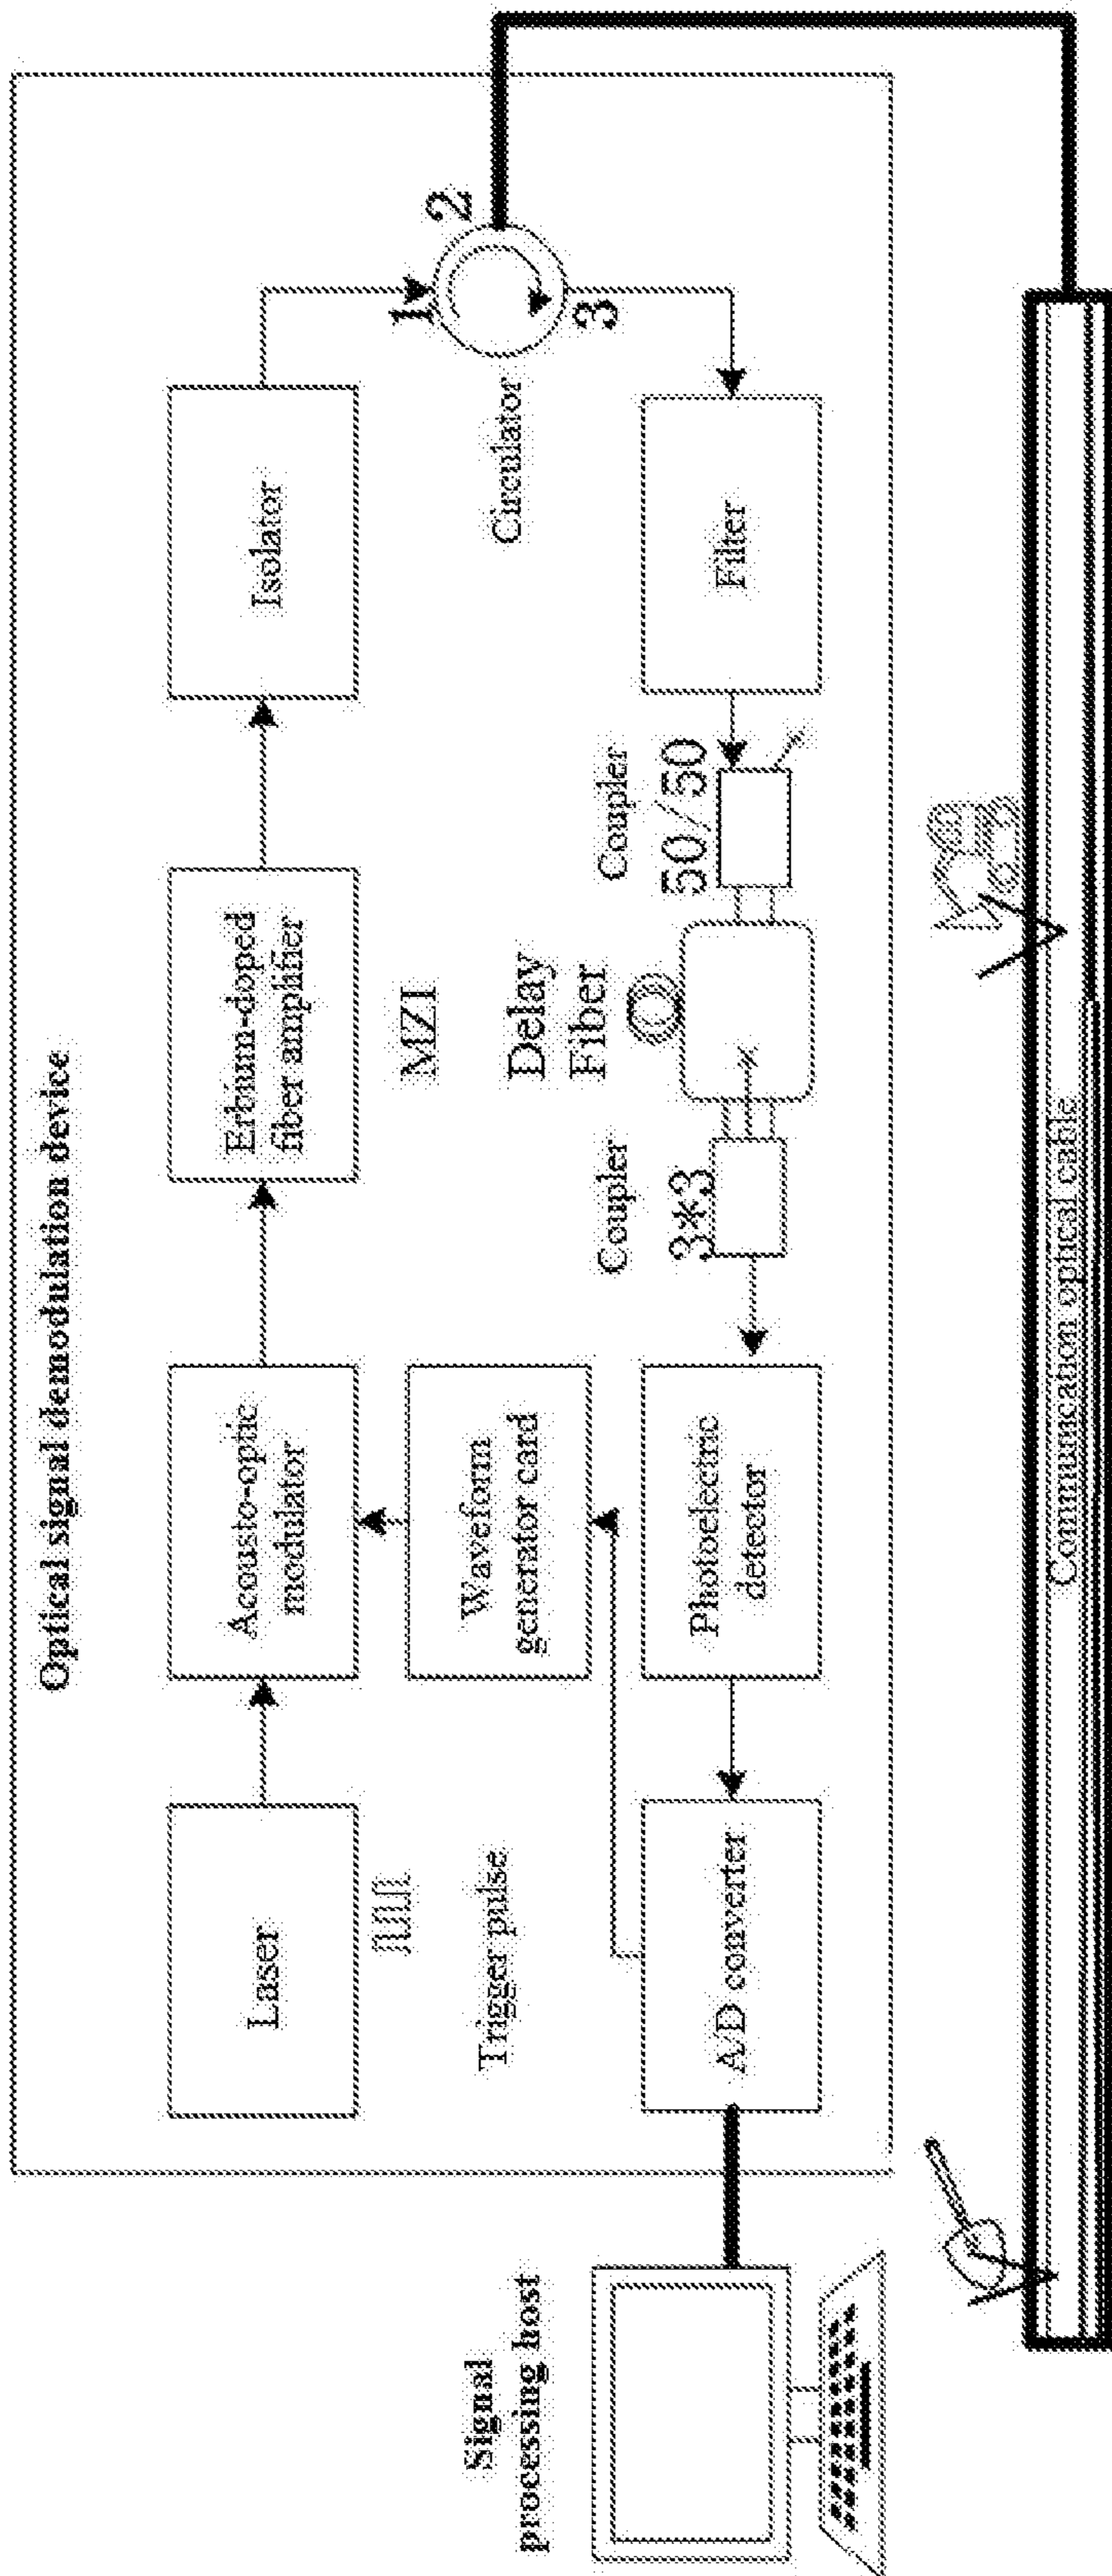 Optical signal demodulation device
Laser
Acousto-optic
modulator
Erbium-doped
fiber amplifier
Isolator
Trigger pulse
Waveform
generator card
MZI
Delay
Fiber
Circulator
1
2
3
Signal
processing host
A/D converter
Photoelectric
detector
Coupler
3*3
Coupler
50/50
Filter
Communication optical cable